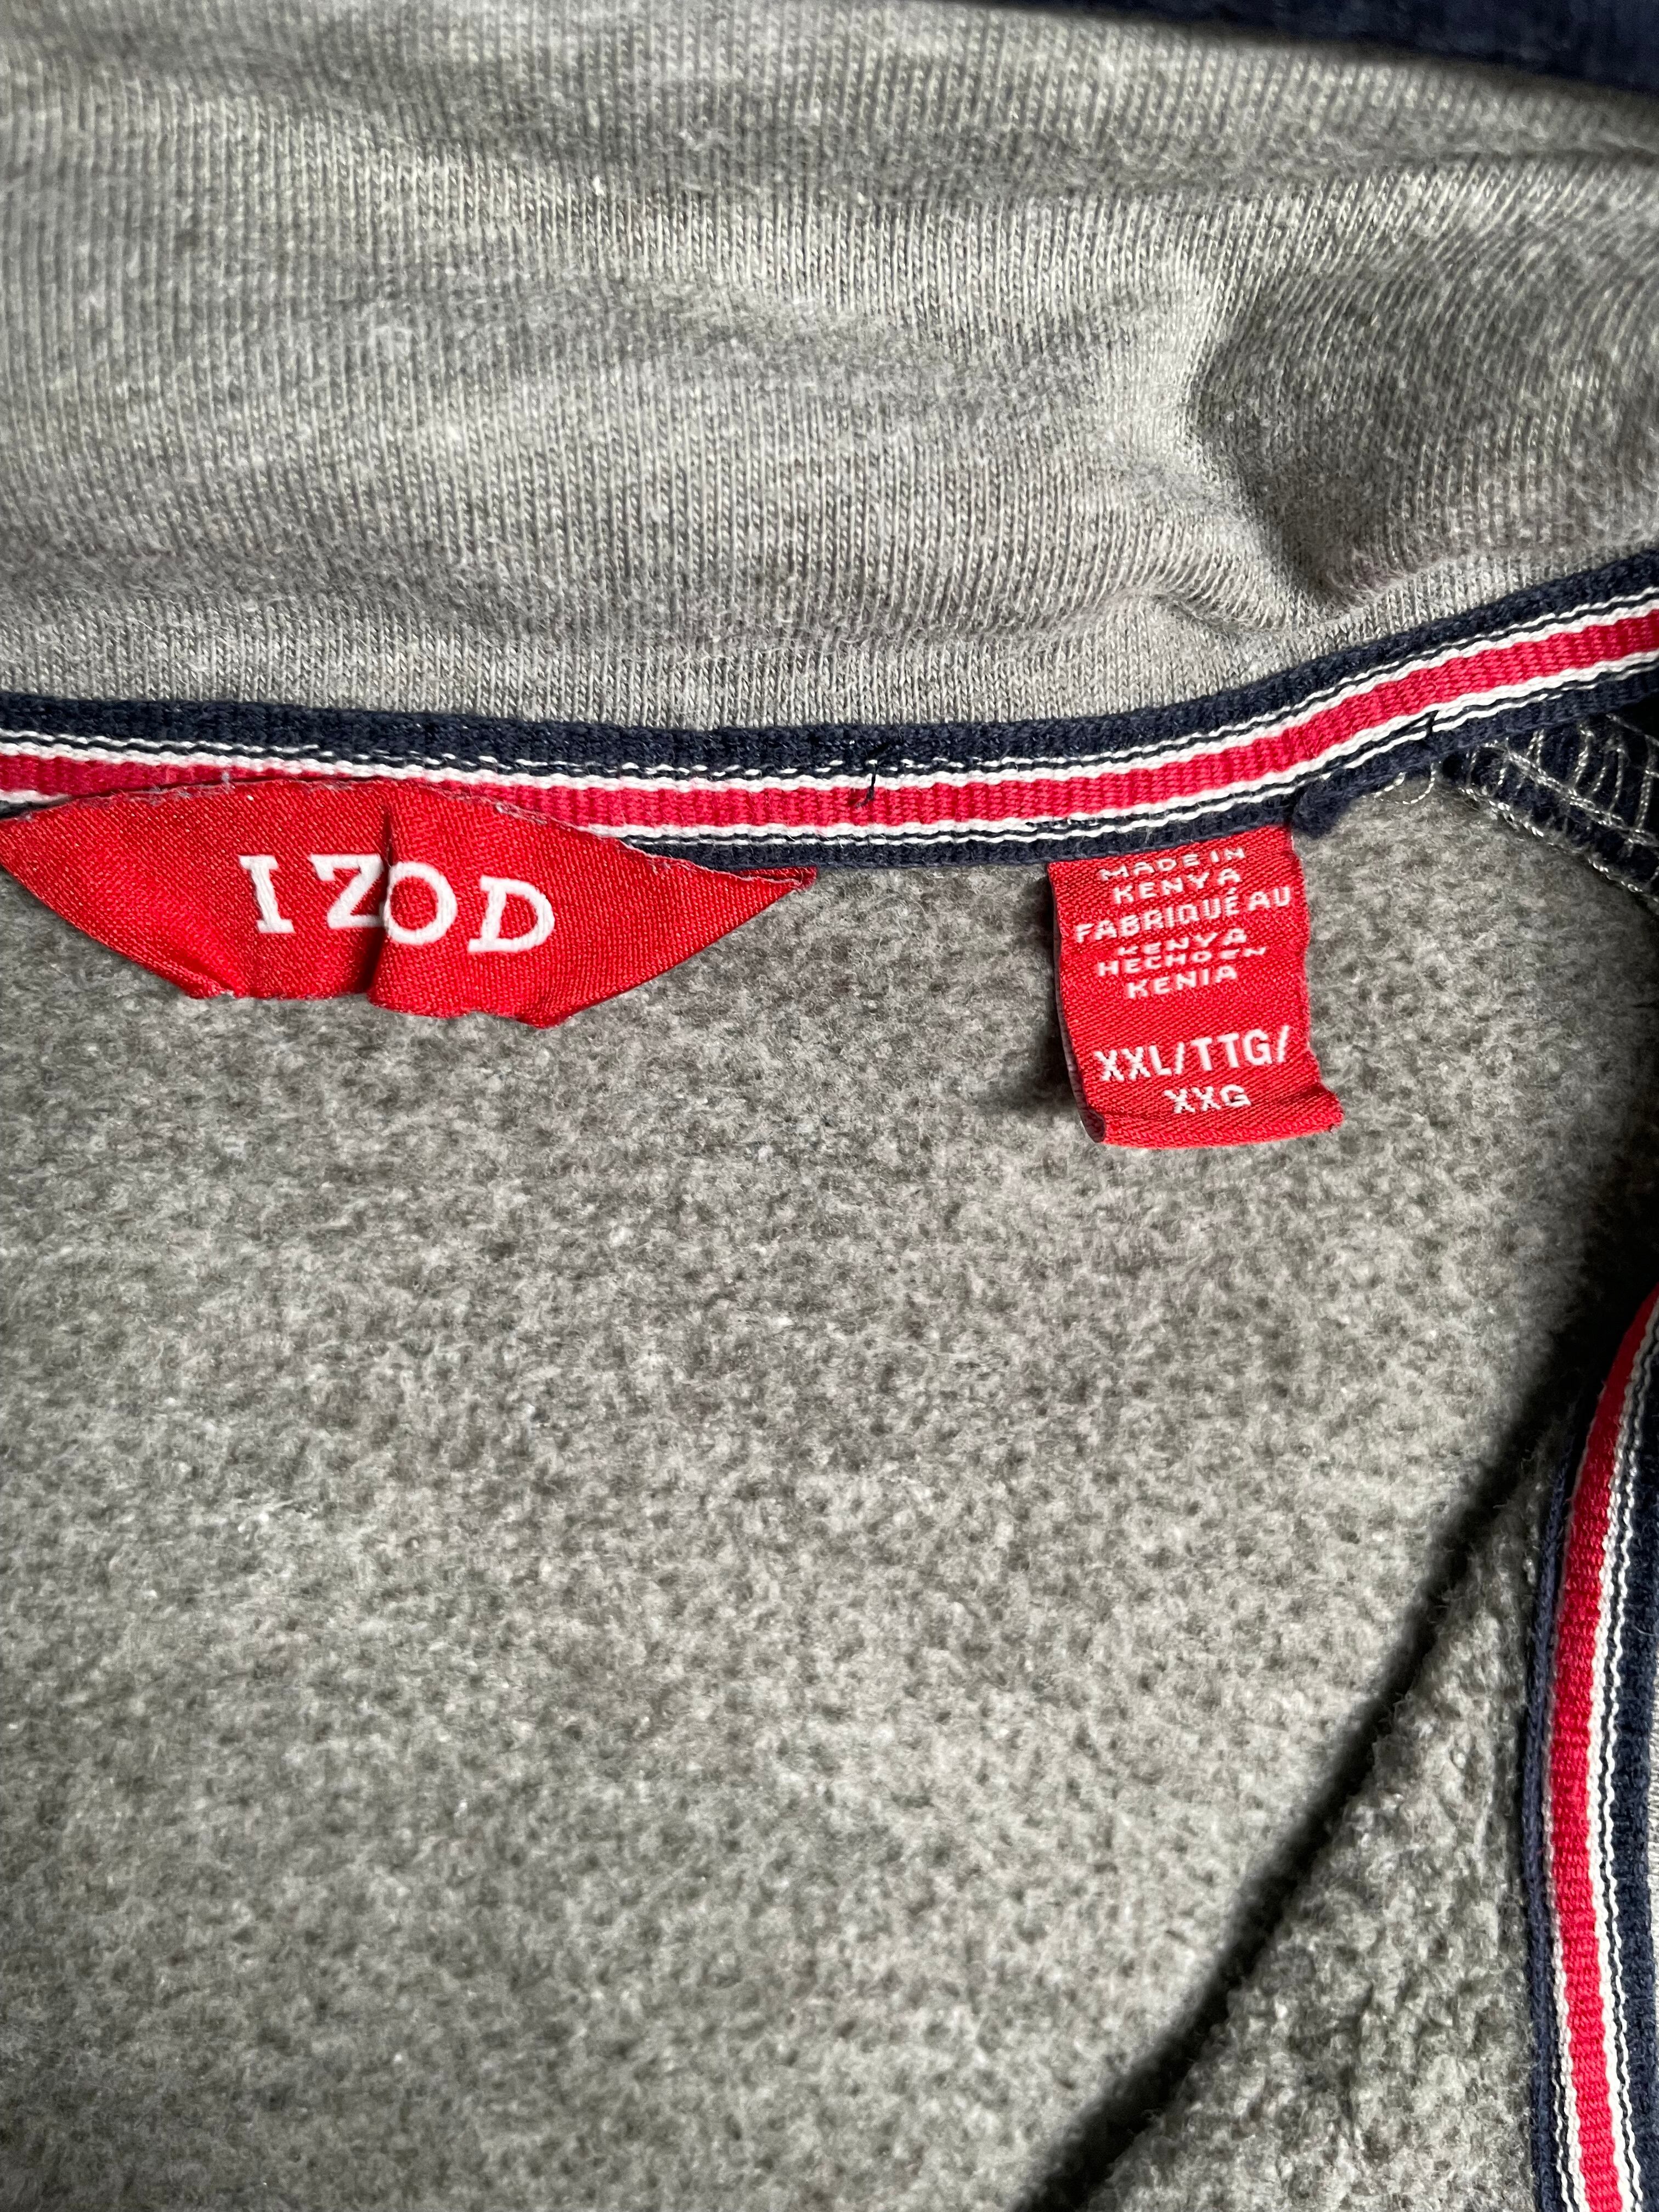 IZOD
MADE IN
KENYA
FABRIQUÉ AU
KENYA
HECHO EN
KENIA
XXL/TTG/
XXG